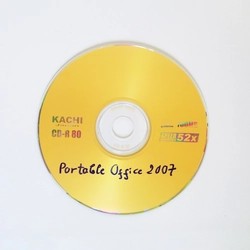 KACHI
CD-R 80
52x
Portable Office 2007